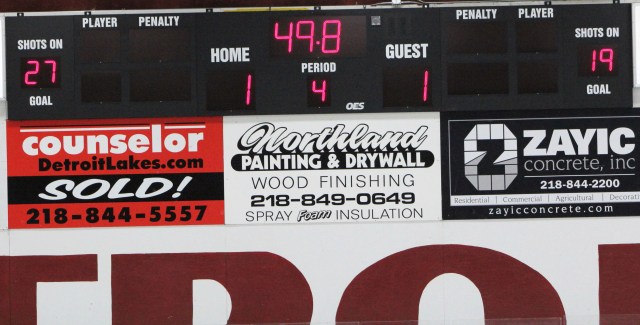 PLAYER PENALTY
SHOTS ON
27
GOAL
HOME
1
49.8
PERIOD
4
OES
GUEST
1
PENALTY PLAYER
SHOTS ON
19
GOAL
counselor
DetroitLakes.com
SOLD!
218-844-5557
Northland
PAINTING & DRYWALL
WOOD FINISHING
218-849-0649
SPRAY Foam INSULATION
ZAYIC
concrete, inc
218-844-2200
Residential | Commercial | Agricultural | Decorati
zayicconcrete.com
TRO